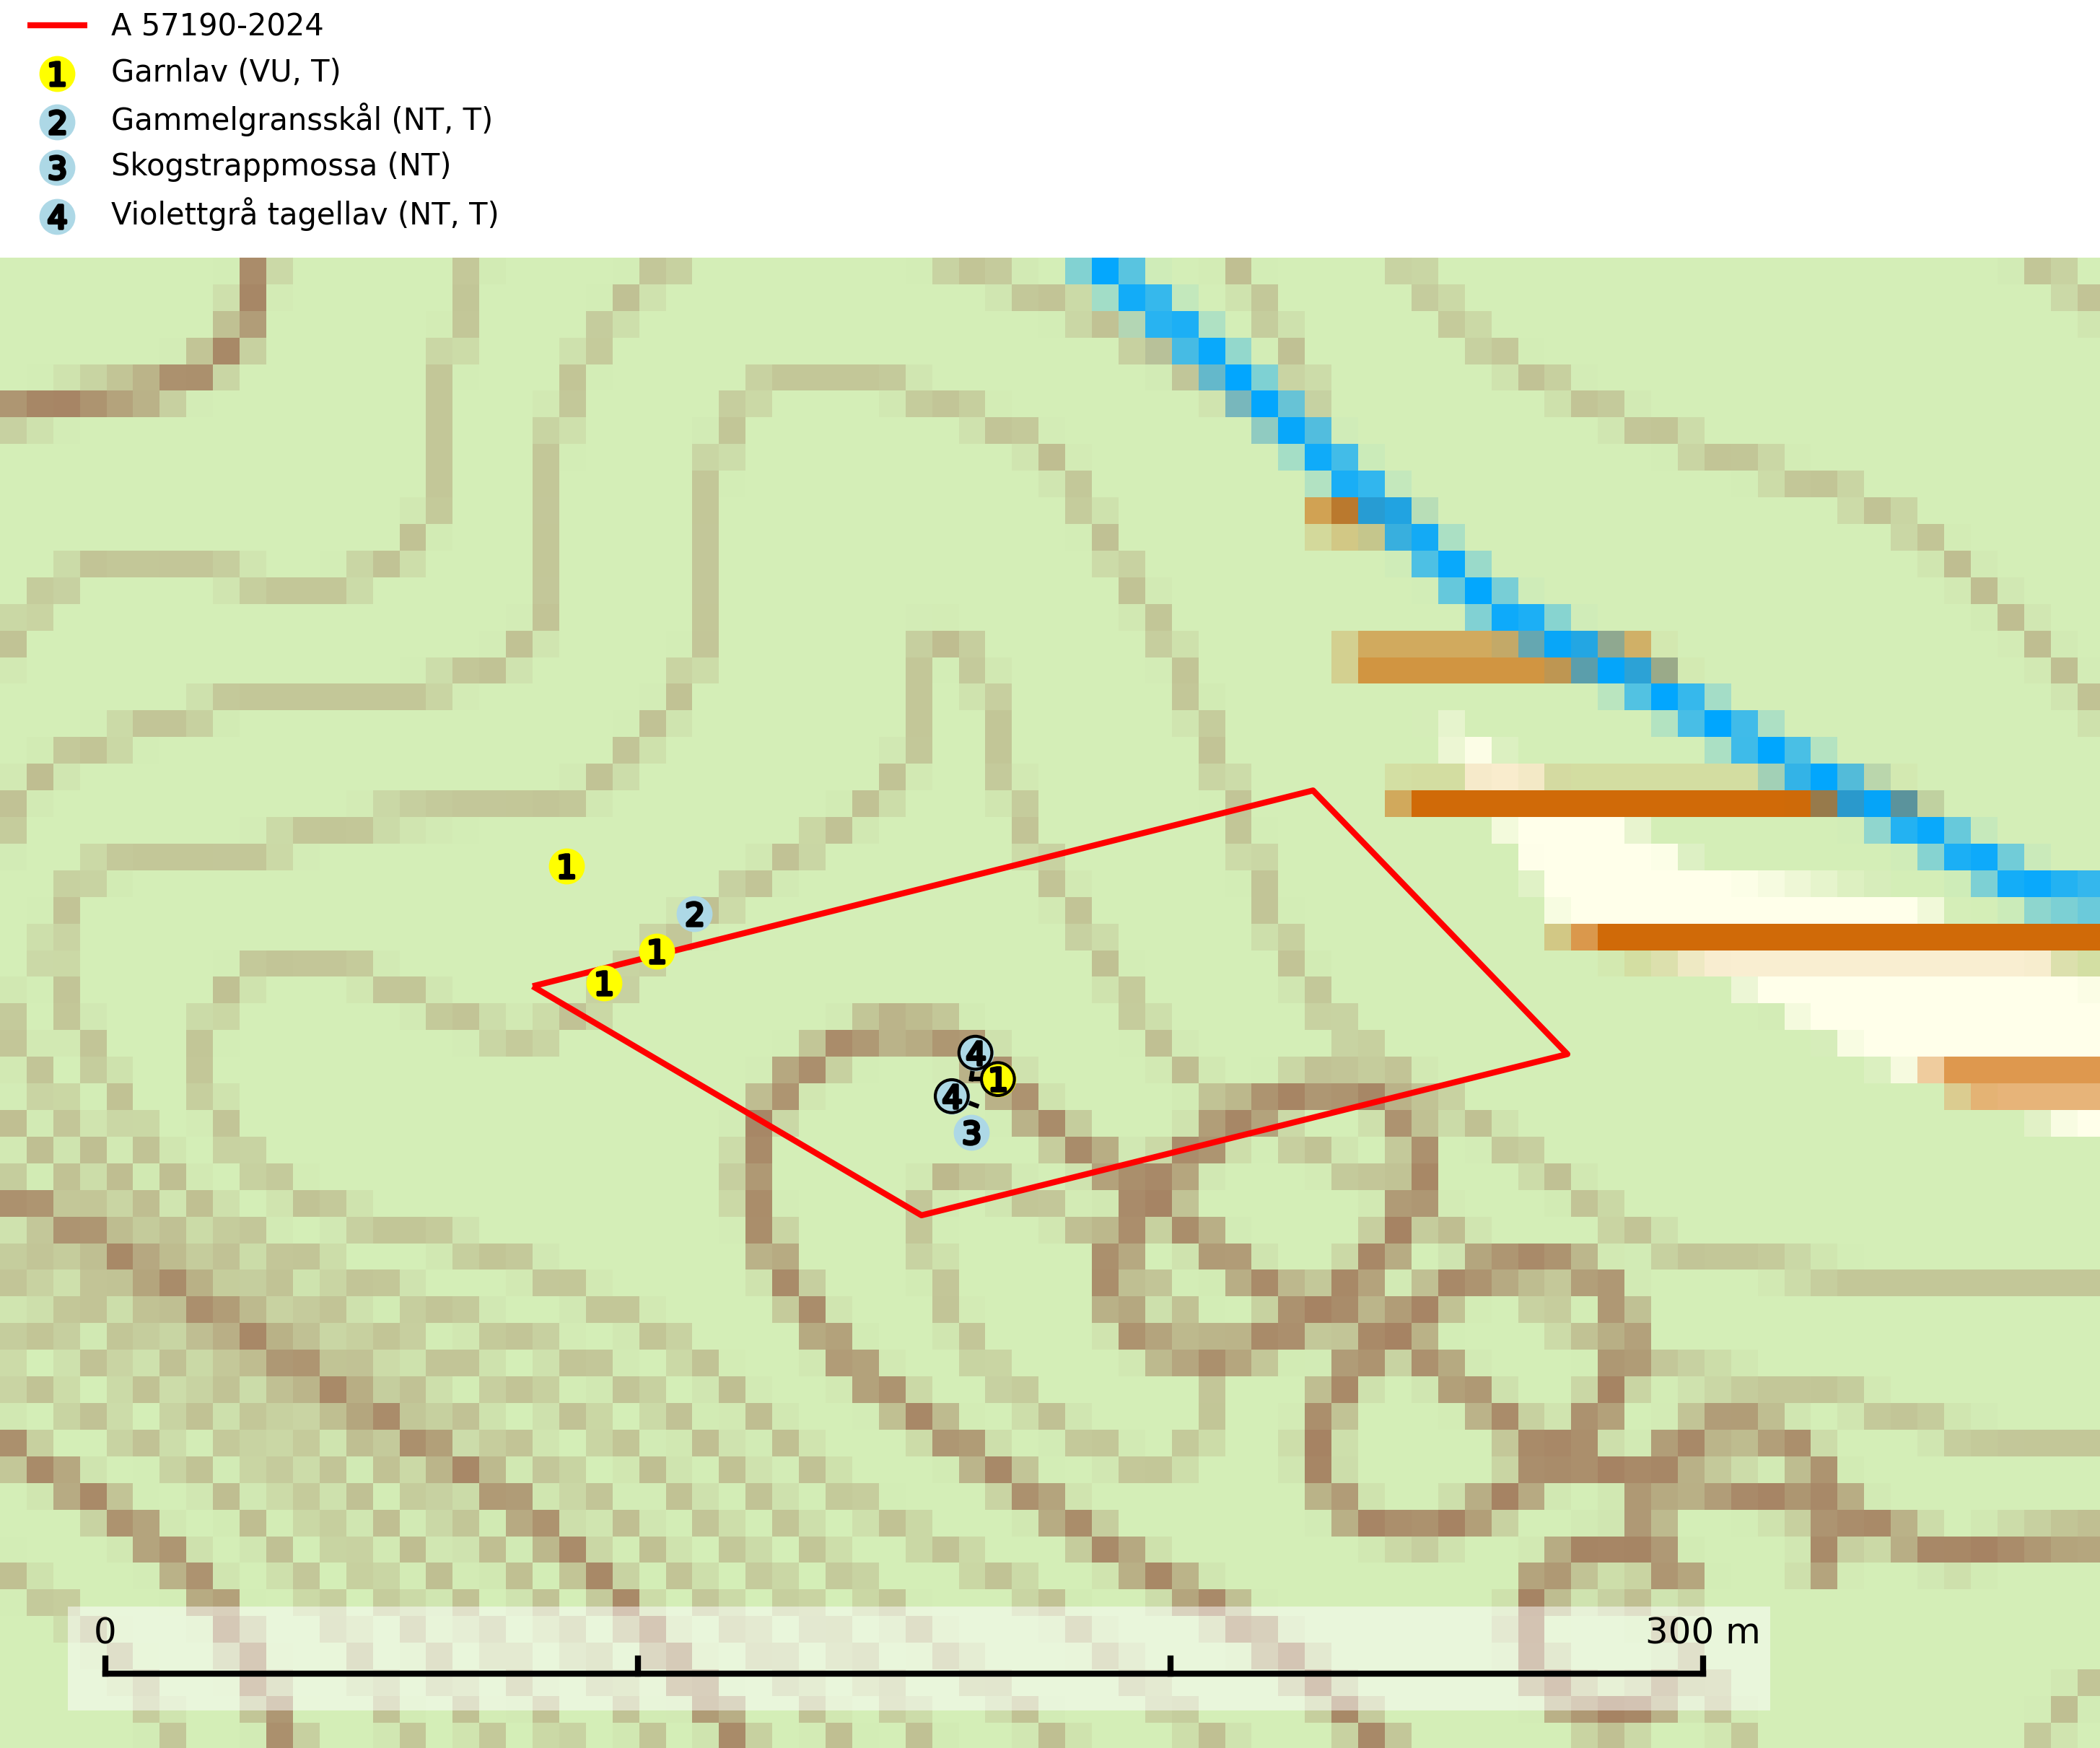 A 57190-2024
1 Garnlav (VU, T)
2 Gammelgransskål (NT, T)
3 Skogstrappmossa (NT)
4 Violettgrå tagellav (NT, T)
1
2
1
1
4
1
4
3
0 300 m